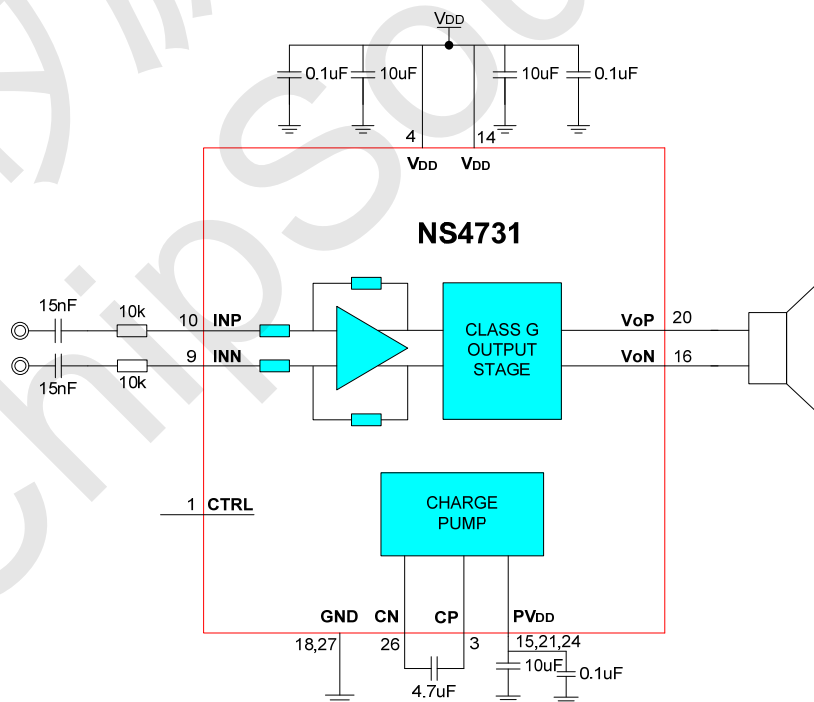 VDD
0.1uF 10uF 10uF 0.1uF
4 14
VDD VDD
NS4731
15nF 10k 10 INP
9 INN
15nF 10k
CLASS G
OUTPUT
STAGE
VoP 20
VoN 16
1 CTRL
CHARGE
PUMP
GND CN CP PVDD
18,27 26 3 15,21,24
4.7uF 10uF 0.1uF